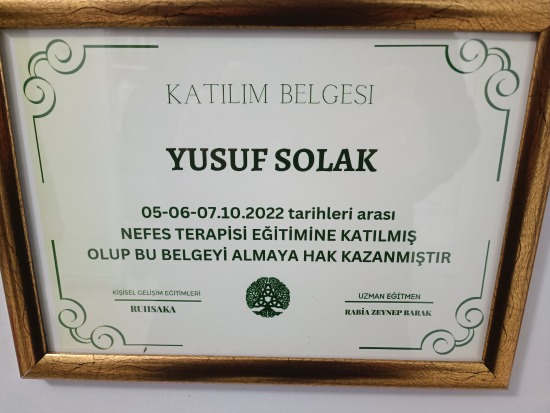 KATILIM BELGESI
YUSUF SOLAK
05-06-07.10.2022 tarihleri arası
NEFES TERAPİSİ EĞİTİMİNE KATILMIŞ
OLUP BU BELGEYİ ALMAYA HAK KAZANMIŞTIR
KİŞİSEL GELİŞİM EĞİTİMLERİ
RUHSAKA
UZMAN EĞİTMEN
RABİA ZEYNEP BARAK